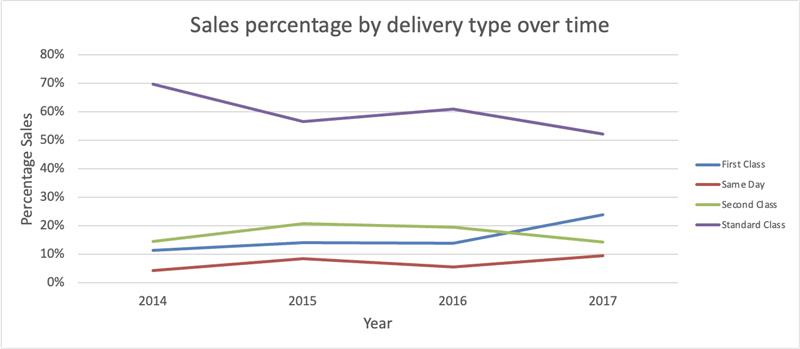 Sales percentage by delivery type over time
80%
70%
60%
50%
40%
30%
20%
10%
0%
Percentage Sales
2014 2015 2016 2017
Year
First Class
Same Day
Second Class
Standard Class